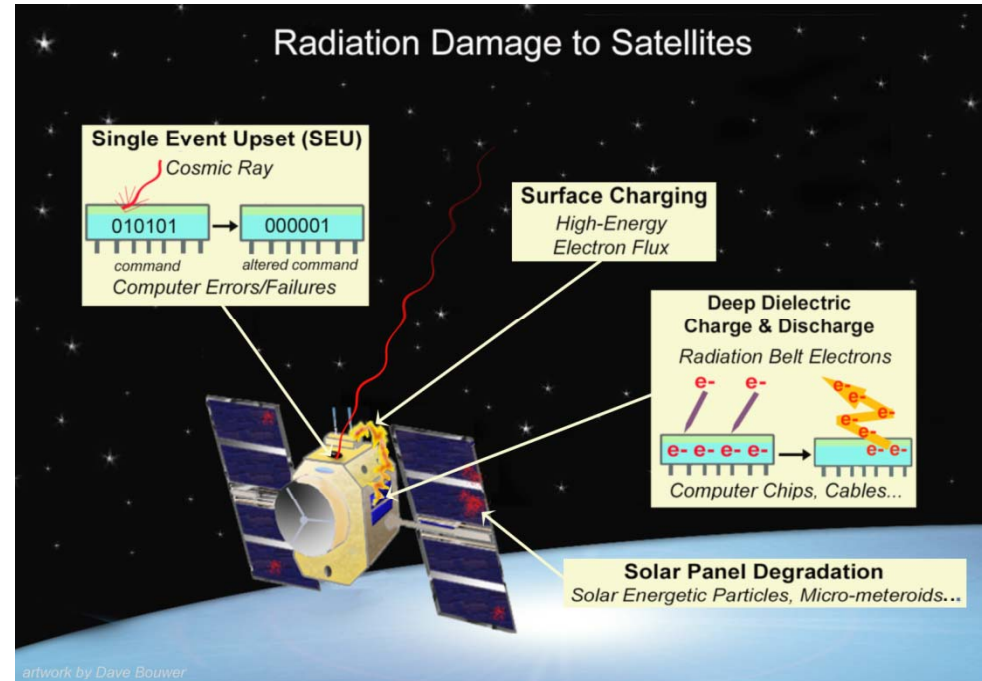 Radiation Damage to Satellites
Single Event Upset (SEU)
Cosmic Ray
010101
000001
command
altered command
Computer Errors/Failures
Surface Charging
High-Energy
Electron Flux
Deep Dielectric
Charge & Discharge
Radiation Belt Electrons
e- e- e-
e-
e-
e- e- e- e-
e-
e- e-
Computer Chips, Cables...
Solar Panel Degradation
Solar Energetic Particles, Micro-meteroids...
artwork by Dave Bouwer